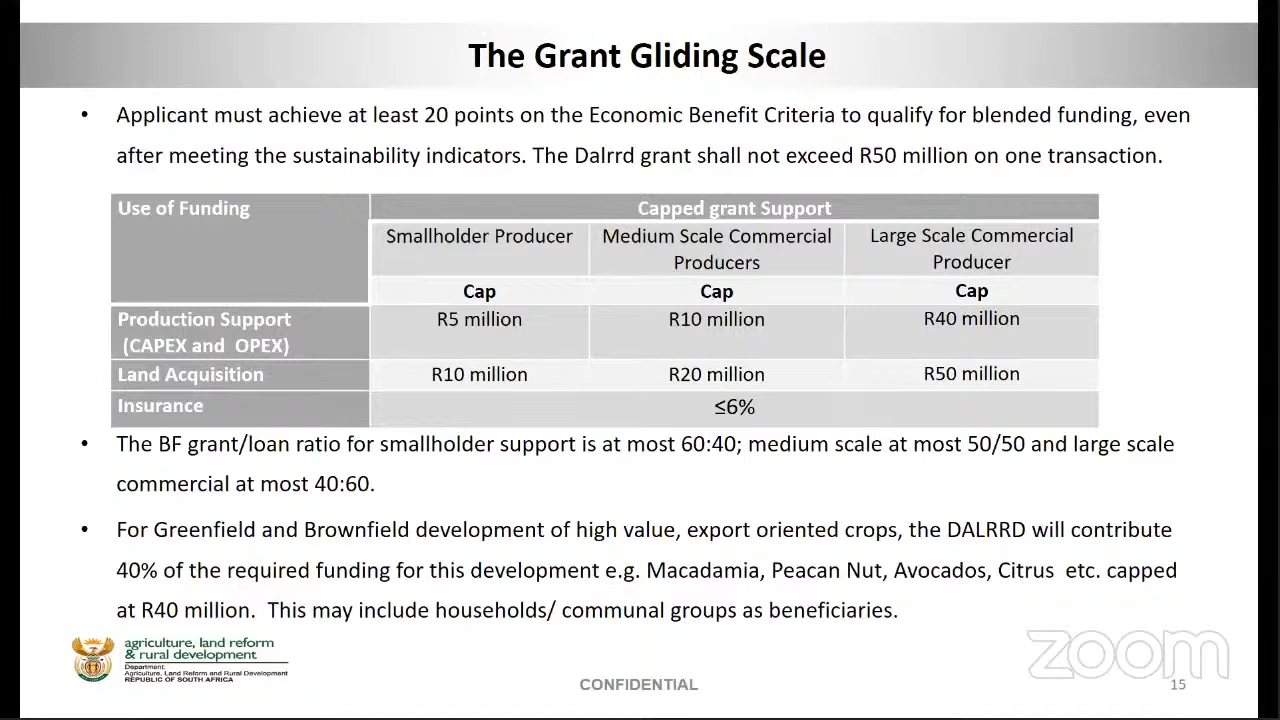 The Grant Gliding Scale
• Applicant must achieve at least 20 points on the Economic Benefit Criteria to qualify for blended funding, even
after meeting the sustainability indicators. The Dalrrd grant shall not exceed R50 million on one transaction.
Use of Funding
Capped grant Support
Smallholder Producer
Medium Scale Commercial
Producers
Large Scale Commercial
Producer
Cap
Cap
Cap
Production Support
(CAPEX and OPEX)
R5 million
R10 million
R40 million
Land Acquisition
R10 million
R20 million
R50 million
Insurance
≤6%
• The BF grant/loan ratio for smallholder support is at most 60:40; medium scale at most 50/50 and large scale
commercial at most 40:60.
• For Greenfield and Brownfield development of high value, export oriented crops, the DALRRD will contribute
40% of the required funding for this development e.g. Macadamia, Peacan Nut, Avocados, Citrus etc. capped
at R40 million. This may include households/ communal groups as beneficiaries.
agriculture, land reform
& rural development
Department:
Agriculture, Land Reform and Rural Development
REPUBLIC OF SOUTH AFRICA
CONFIDENTIAL
zoom
15